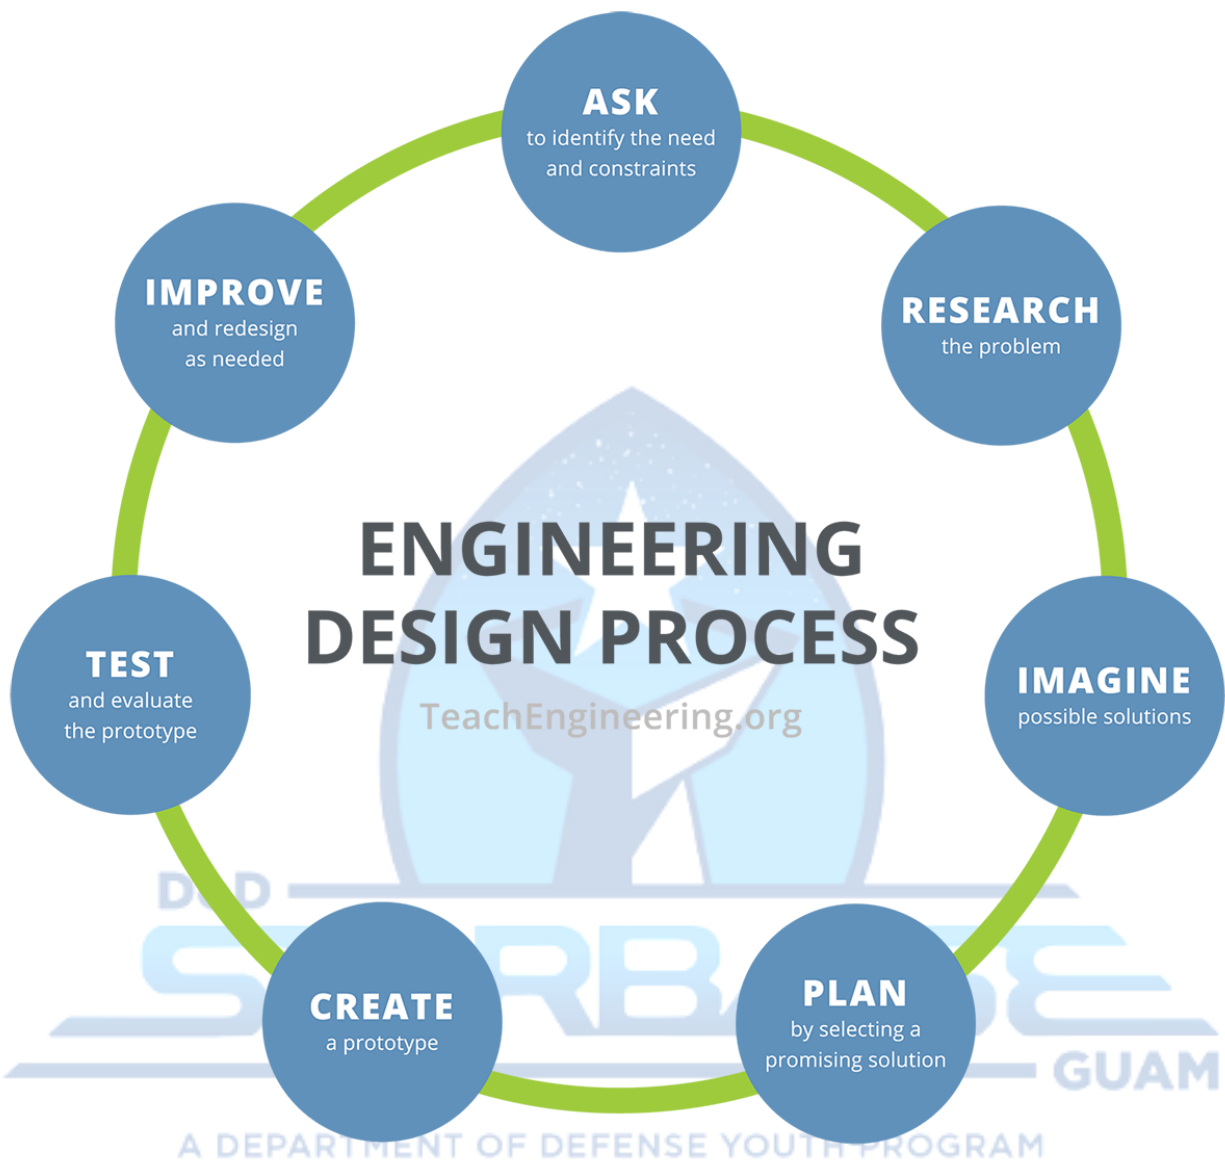 ASK
to identify the need
and constraints
RESEARCH
the problem
IMAGINE
possible solutions
PLAN
by selecting a
promising solution
CREATE
a prototype
TEST
and evaluate
the prototype
IMPROVE
and redesign
as needed
ENGINEERING
DESIGN PROCESS
TeachEngineering.org
DoD
STARBASE
GUAM
A DEPARTMENT OF DEFENSE YOUTH PROGRAM